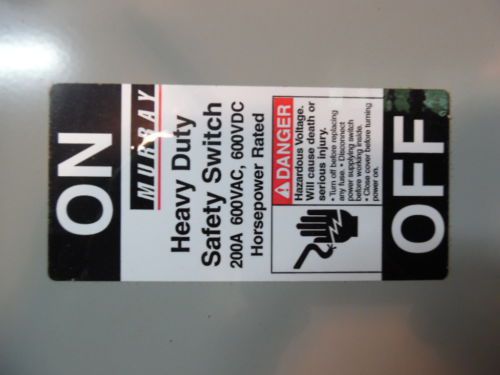 ON
MURRAY
Heavy Duty
Safety Switch
200A 600VAC, 600VDC
Horsepower Rated
DANGER
Hazardous Voltage.
Will cause death or
serious injury.
• Turn off before replacing
any fuse. • Disconnect
power supplying switch
before working inside.
• Close cover before turning
power on.
OFF